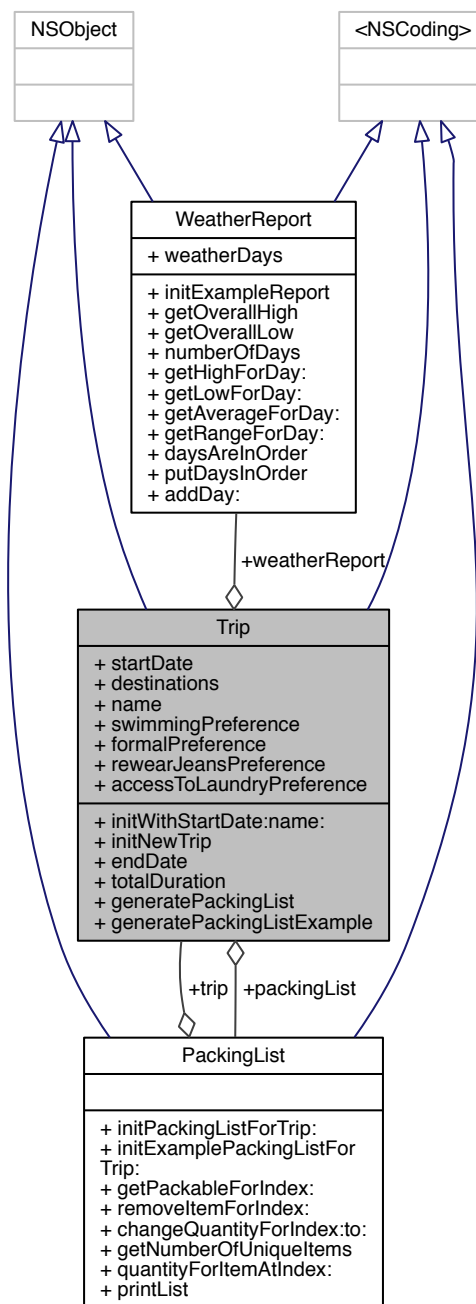 NSObject
<NSCoding>
WeatherReport
+ weatherDays
+ initExampleReport
+ getOverallHigh
+ getOverallLow
+ numberOfDays
+ getHighForDay:
+ getLowForDay:
+ getAverageForDay:
+ getRangeForDay:
+ daysAreInOrder
+ putDaysInOrder
+ addDay:
+weatherReport
Trip
+ startDate
+ destinations
+ name
+ swimmingPreference
+ formalPreference
+ rewearJeansPreference
+ accessToLaundryPreference
+ initWithStartDate:name:
+ initNewTrip
+ endDate
+ totalDuration
+ generatePackingList
+ generatePackingListExample
+trip
+packingList
PackingList
+ initPackingListForTrip:
+ initExamplePackingListFor
Trip:
+ getPackableForIndex:
+ removeItemForIndex:
+ changeQuantityForIndex:to:
+ getNumberOfUniqueItems
+ quantityForItemAtIndex:
+ printList